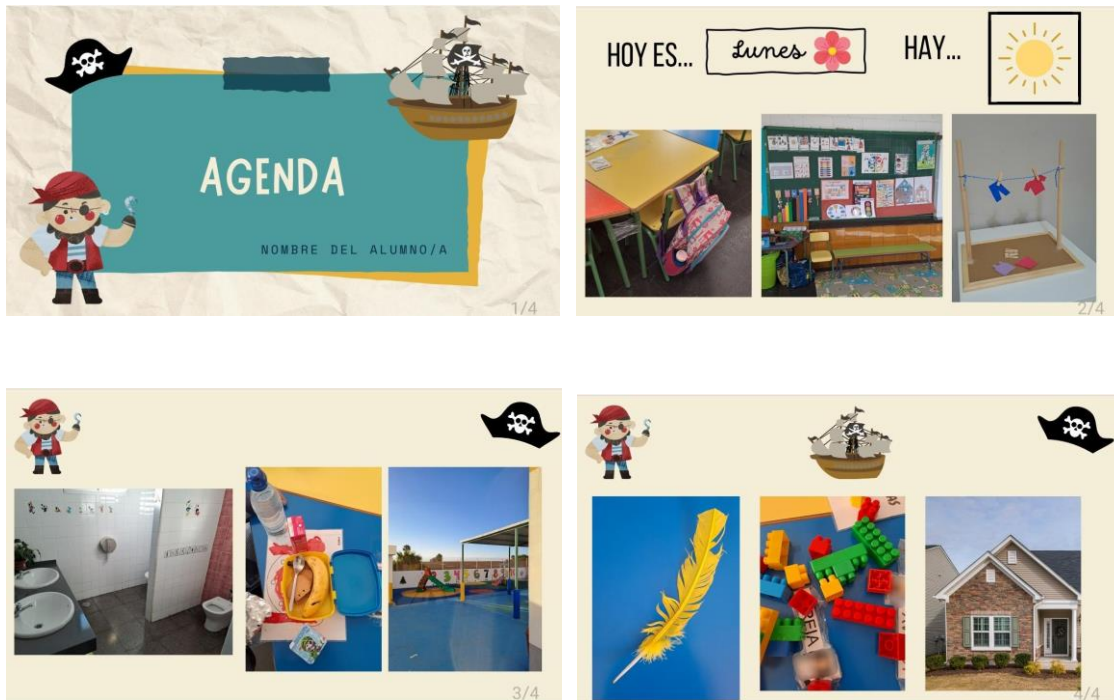 AGENDA
NOMBRE DEL ALUMNO/A
1/4
HOY ES...
Lunes
HAY...
2/4
3/4
4/4